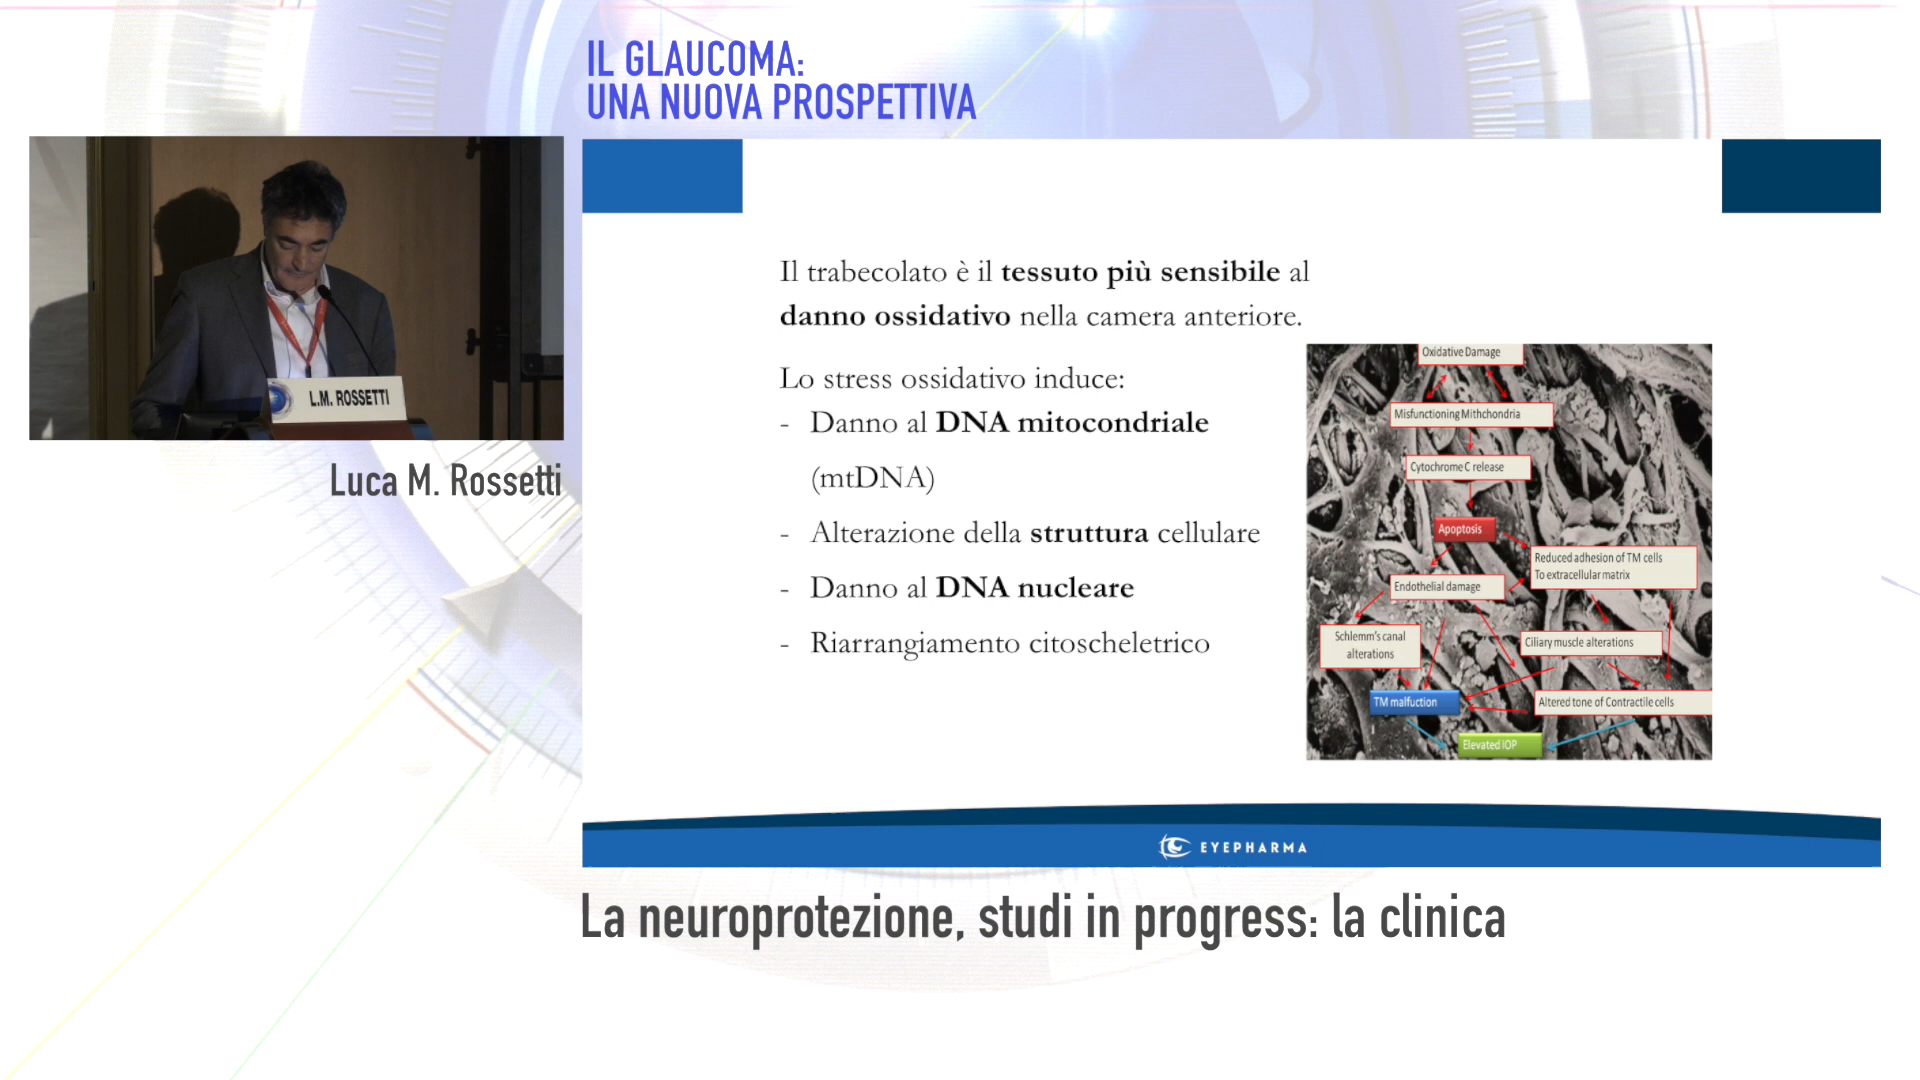 IL GLAUCOMA:
UNA NUOVA PROSPETTIVA
L.M. ROSSETTI
Luca M. Rossetti
Il trabecolato è il tessuto più sensibile al
danno ossidativo nella camera anteriore.
Lo stress ossidativo induce:
- Danno al DNA mitocondriale
(mtDNA)
- Alterazione della struttura cellulare
- Danno al DNA nucleare
- Riarrangiamento citoscheletrico
Oxidative Damage
Misfunctioning Mithchondria
Cytochrome C release
Apoptosis
Reduced adhesion of TM cells
To extracellular matrix
Endothelial damage
Schlemm's canal
alterations
Ciliary muscle alterations
TM malfuction
Altered tone of Contractile cells
Elevated IOP
EYEPHARMA
La neuroprotezione, studi in progress: la clinica